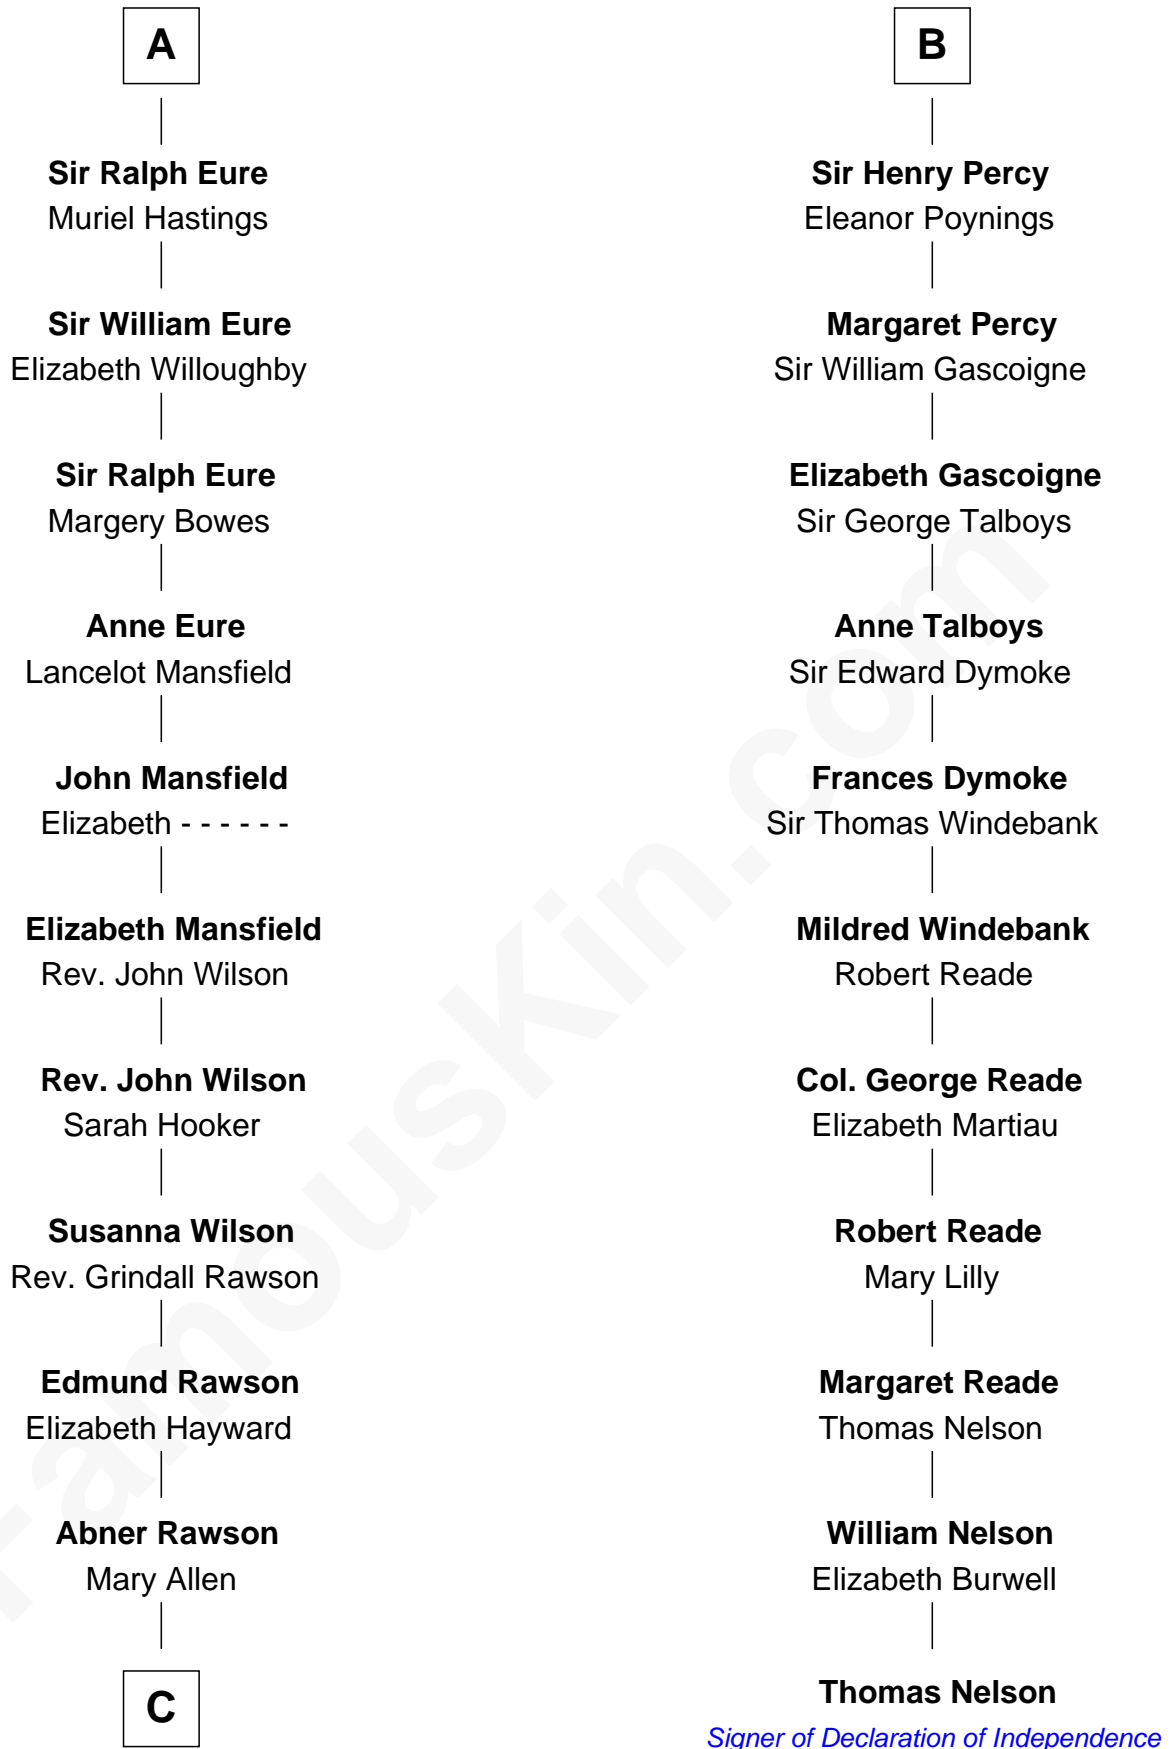 A
Sir Ralph Eure
Muriel Hastings
Sir William Eure
Elizabeth Willoughby
Sir Ralph Eure
Margery Bowes
Anne Eure
Lancelot Mansfield
John Mansfield
Elizabeth - - - - - -
Elizabeth Mansfield
Rev. John Wilson
Rev. John Wilson
Sarah Hooker
Susanna Wilson
Rev. Grindall Rawson
Edmund Rawson
Elizabeth Hayward
Abner Rawson
Mary Allen
C
B
Sir Henry Percy
Eleanor Poynings
Margaret Percy
Sir William Gascoigne
Elizabeth Gascoigne
Sir George Talboys
Anne Talboys
Sir Edward Dymoke
Frances Dymoke
Sir Thomas Windebank
Mildred Windebank
Robert Reade
Col. George Reade
Elizabeth Martiau
Robert Reade
Mary Lilly
Margaret Reade
Thomas Nelson
William Nelson
Elizabeth Burwell
Thomas Nelson
Signer of Declaration of Independence
FamousKin.com